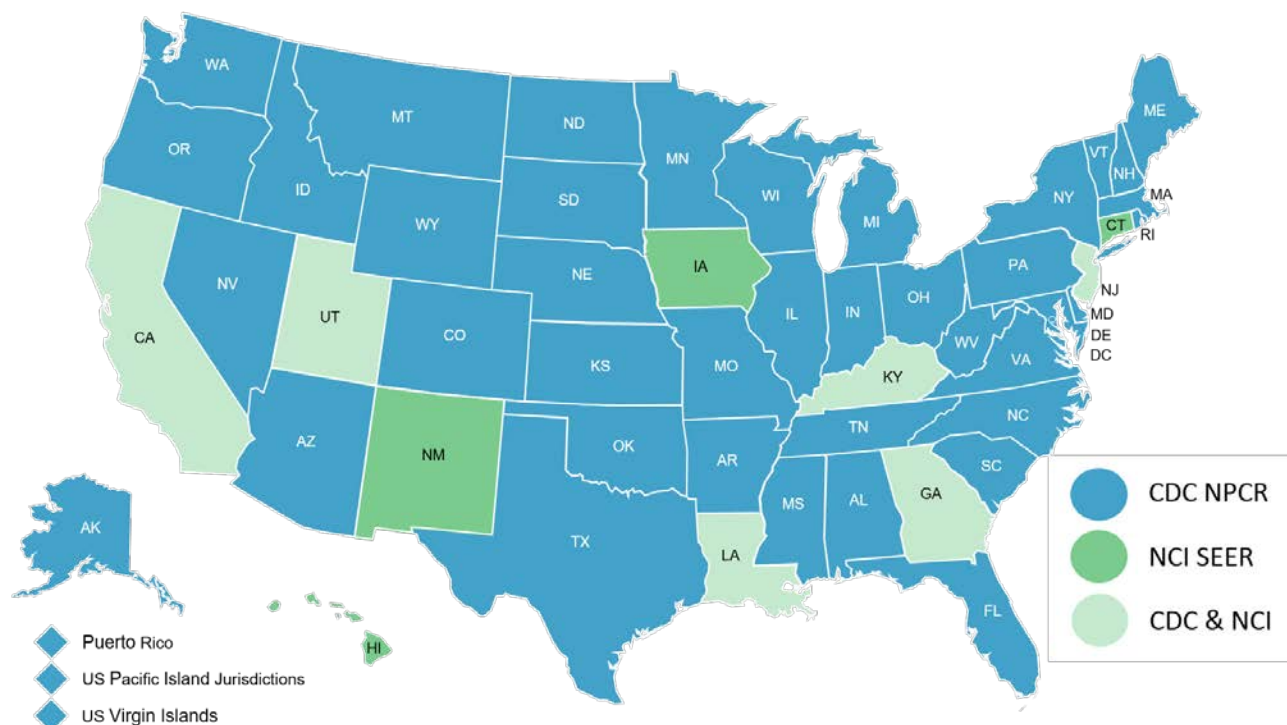 WA
MT
ND
MN
ME
OR
ID
SD
WI
VT
NH
MA
NY
MI
WY
CT
RI
IA
PA
NE
NV
NJ
UT
OH
IL
IN
MD
CA
CO
DE
WV
DC
KS
MO
VA
KY
NC
TN
AZ
OK
NM
AR
SC
MS
AL
GA
AK
TX
LA
FL
HI
Puerto Rico
US Pacific Island Jurisdictions
US Virgin Islands
CDC NPCR
NCI SEER
CDC & NCI